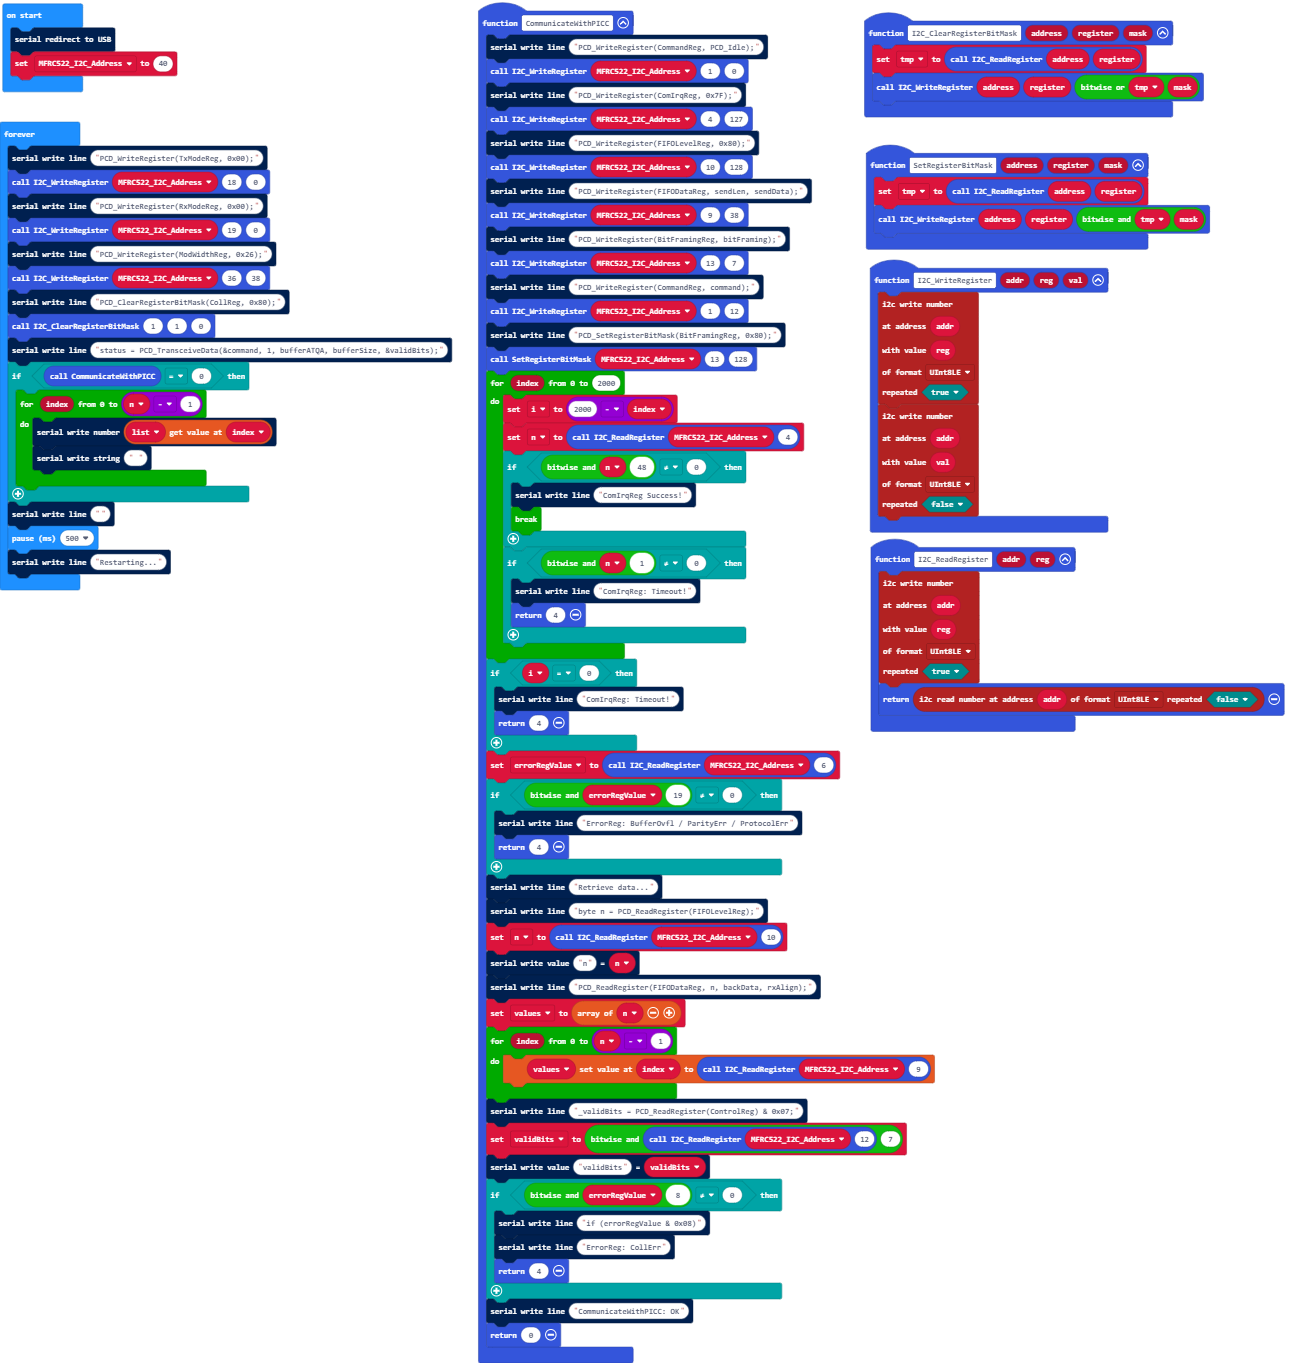 on start
serial redirect to USB
set MFRC522_I2C_Address to 40
forever
serial write line "PCD_WriteRegister(TxModeReg, 0x00);"
call I2C_WriteRegister MFRC522_I2C_Address 18 0
serial write line "PCD_WriteRegister(RxModeReg, 0x00);"
call I2C_WriteRegister MFRC522_I2C_Address 19 0
serial write line "PCD_WriteRegister(ModWidthReg, 0x26);"
call I2C_WriteRegister MFRC522_I2C_Address 36 38
serial write line "PCD_ClearRegisterBitMask(CollReg, 0x80);"
call I2C_ClearRegisterBitMask 1 1 0
serial write line "status = PCD_TransceiveData(&command, 1, bufferATQA, bufferSize, &validBits);"
if call CommunicateWithPICC = 0 then
for index from 0 to n - 1
do
serial write number list get value at index
serial write string " "
serial write line ""
pause (ms) 500
serial write line "Restarting..."
function CommunicateWithPICC
serial write line "PCD_WriteRegister(CommandReg, PCD_Idle);"
call I2C_WriteRegister MFRC522_I2C_Address 1 0
serial write line "PCD_WriteRegister(ComIrqReg, 0x7F);"
call I2C_WriteRegister MFRC522_I2C_Address 4 127
serial write line "PCD_WriteRegister(FIFOLevelReg, 0x80);"
call I2C_WriteRegister MFRC522_I2C_Address 10 128
serial write line "PCD_WriteRegister(FIFODataReg, sendLen, sendData);"
call I2C_WriteRegister MFRC522_I2C_Address 9 38
serial write line "PCD_WriteRegister(BitFramingReg, bitFraming);"
call I2C_WriteRegister MFRC522_I2C_Address 13 7
serial write line "PCD_WriteRegister(CommandReg, command);"
call I2C_WriteRegister MFRC522_I2C_Address 1 12
serial write line "PCD_SetRegisterBitMask(BitFramingReg, 0x80);"
call SetRegisterBitMask MFRC522_I2C_Address 13 128
for index from 0 to 2000
do
set i to 2000 - index
set n to call I2C_ReadRegister MFRC522_I2C_Address 4
if bitwise and n 48 ≠ 0 then
serial write line "ComIrqReg Success!"
break
if bitwise and n 1 ≠ 0 then
serial write line "ComIrqReg: Timeout!"
return 4
if i = 0 then
serial write line "ComIrqReg: Timeout!"
return 4
set errorRegValue to call I2C_ReadRegister MFRC522_I2C_Address 6
if bitwise and errorRegValue 19 ≠ 0 then
serial write line "ErrorReg: BufferOvfl / ParityErr / ProtocolErr"
return 4
serial write line "Retrieve data..."
serial write line "byte n = PCD_ReadRegister(FIFOLevelReg);"
set n to call I2C_ReadRegister MFRC522_I2C_Address 10
serial write value "n" = n
serial write line "PCD_ReadRegister(FIFODataReg, n, backData, rxAlign);"
set values to array of n
for index from 0 to n - 1
do
values set value at index to call I2C_ReadRegister MFRC522_I2C_Address 9
serial write line "_validBits = PCD_ReadRegister(ControlReg) & 0x07;"
set validBits to bitwise and call I2C_ReadRegister MFRC522_I2C_Address 12 7
serial write value "validBits" = validBits
if bitwise and errorRegValue 8 ≠ 0 then
serial write line "if (errorRegValue & 0x08)"
serial write line "ErrorReg: CollErr"
return 4
serial write line "CommunicateWithPICC: OK"
return 0
function I2C_ClearRegisterBitMask address register mask
set tmp to call I2C_ReadRegister address register
call I2C_WriteRegister address register bitwise or tmp mask
function SetRegisterBitMask address register mask
set tmp to call I2C_ReadRegister address register
call I2C_WriteRegister address register bitwise and tmp mask
function I2C_WriteRegister addr reg val
i2c write number
at address addr
with value reg
of format UInt8LE
repeated true
i2c write number
at address addr
with value val
of format UInt8LE
repeated false
function I2C_ReadRegister addr reg
i2c write number
at address addr
with value reg
of format UInt8LE
repeated true
return i2c read number at address addr of format UInt8LE repeated false